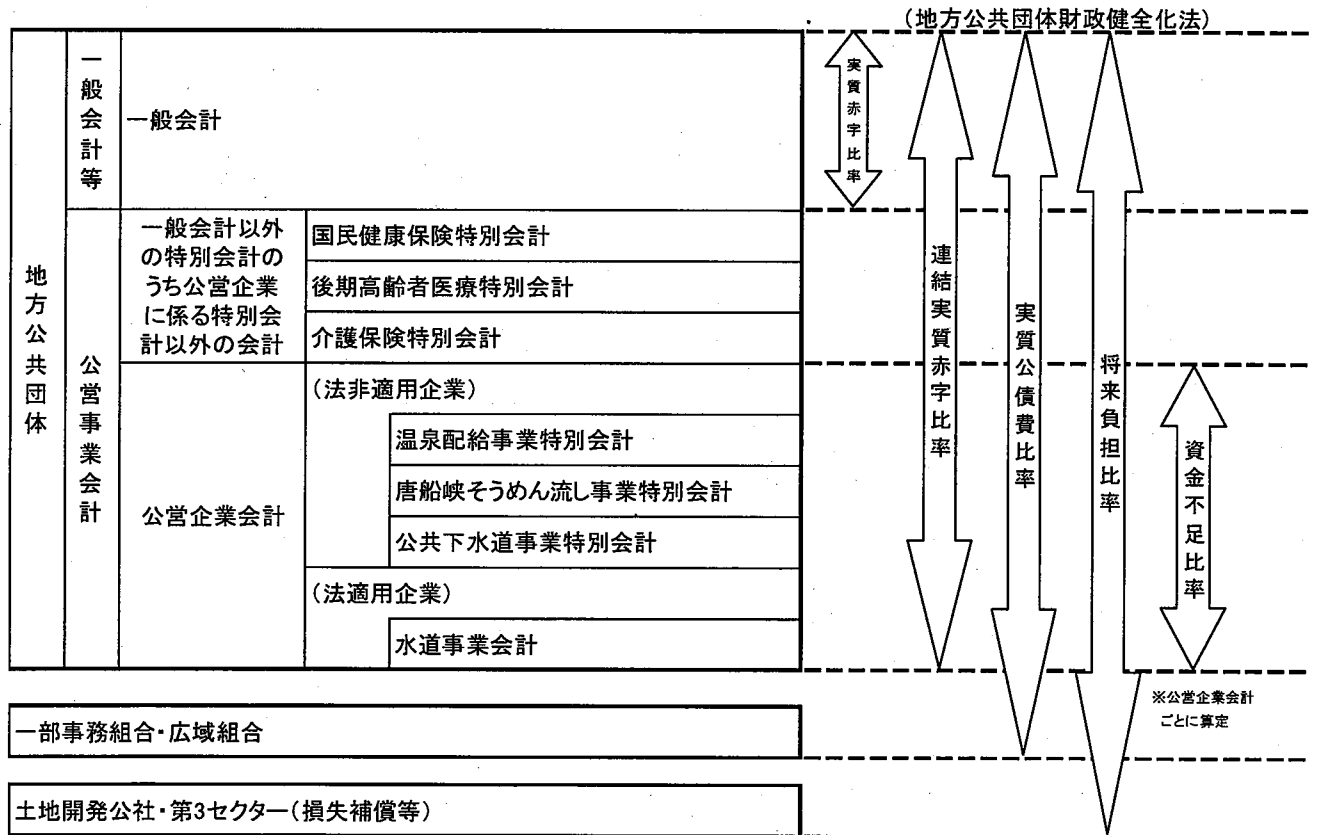 (地方公共団体財政健全化法)
地方公共団体
一般会計等
一般会計
公営事業会計
一般会計以外
の特別会計の
うち公営企業
に係る特別会
計以外の会計
国民健康保険特別会計
後期高齢者医療特別会計
介護保険特別会計
公営企業会計
(法非適用企業)
温泉配給事業特別会計
唐船峡そうめん流し事業特別会計
公共下水道事業特別会計
(法適用企業)
水道事業会計
一部事務組合・広域組合
土地開発公社・第3セクター(損失補償等)
実質赤字比率
連結実質赤字比率
実質公債費比率
将来負担比率
資金不足比率
※公営企業会計
ごとに算定